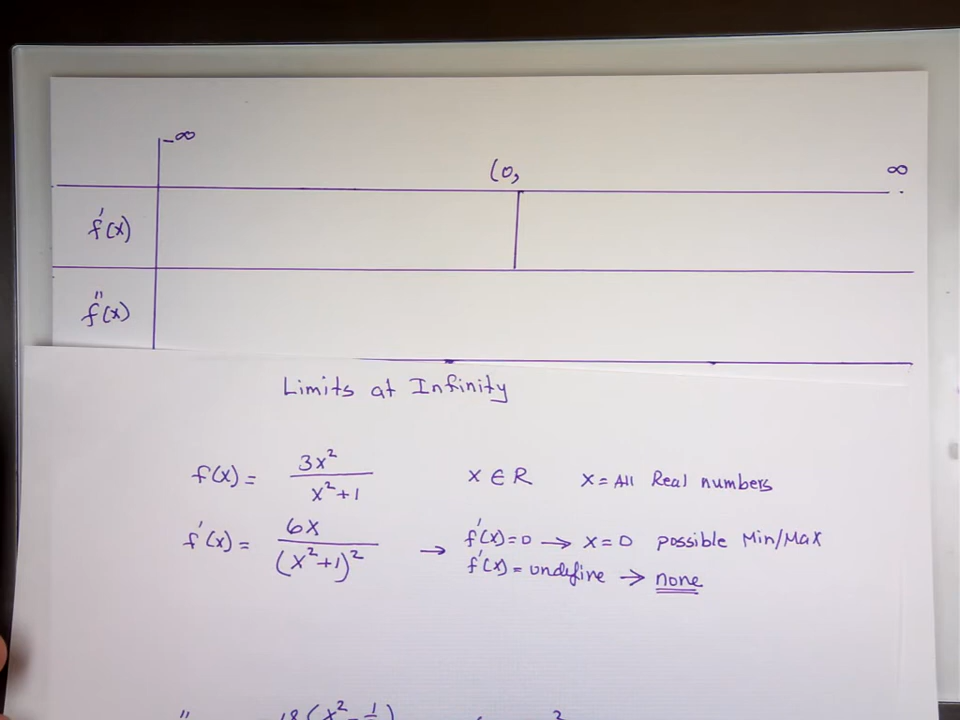 -∞
(0,
∞
f'(x)
f''(x)
Limits at Infinity
f(x) = 3x²/(x²+1) x ∈ R x = All Real numbers
f'(x) = 6x/(x²+1)² → f'(x)=0 → x=0 possible Min/Max
f'(x) = undefine → none